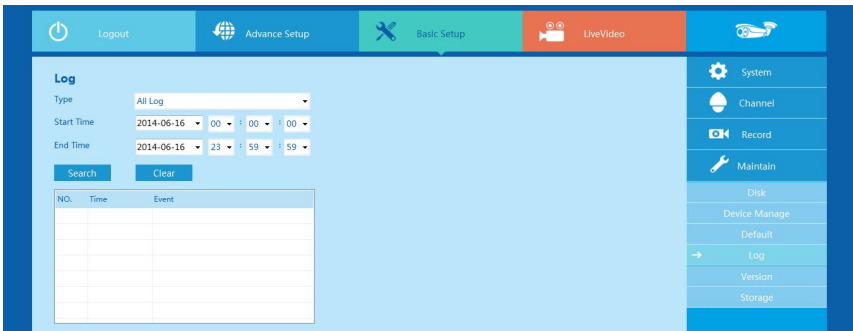 Logout Advance Setup Basic Setup LiveVideo
Log
Type All Log
Start Time 2014-06-16 00 : 00 : 00
End Time 2014-06-16 23 : 59 : 59
Search Clear
NO. Time Event
System
Channel
Record
Maintain
Disk
Device Manage
Default
Log
Version
Storage